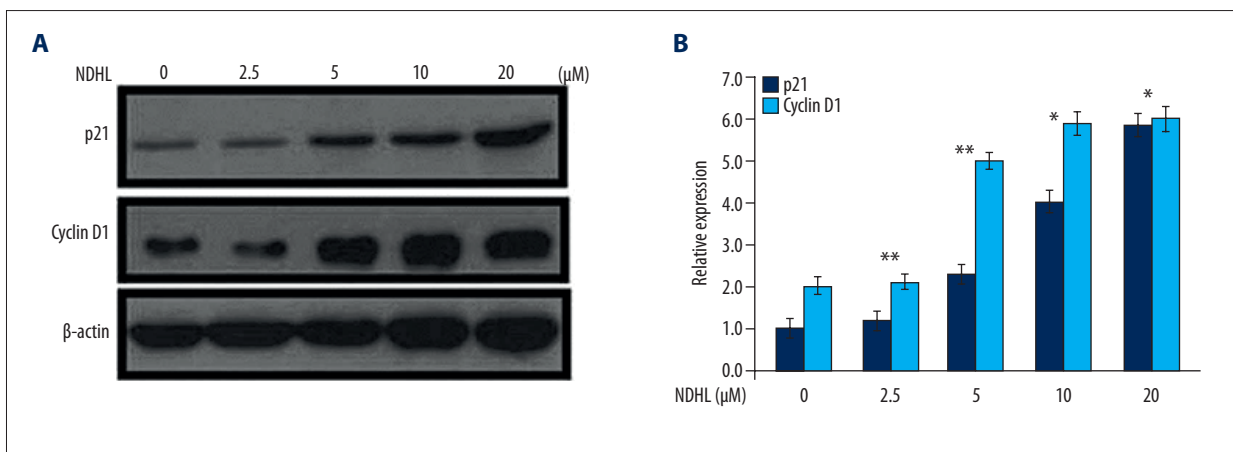 A
NDHL 0 2.5 5 10 20 (µM)
p21
Cyclin D1
β-actin
B
7.0
6.0
5.0
4.0
3.0
2.0
1.0
0.0
Relative expression
p21
Cyclin D1
**
**
*
*
NDHL (µM) 0 2.5 5 10 20